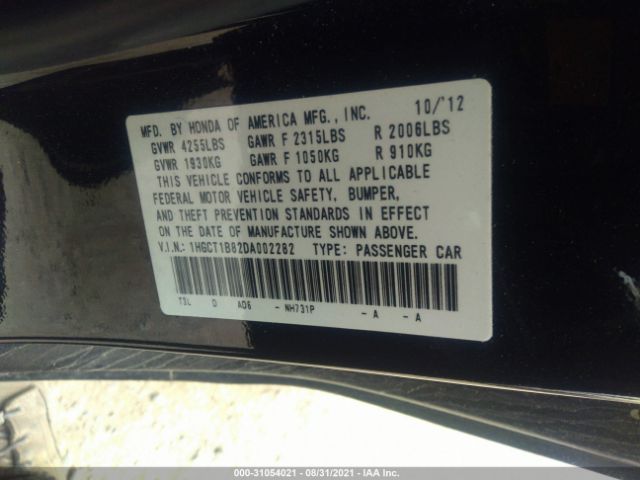 MFD. BY HONDA OF AMERICA MFG., INC. 10/'12
GVWR 4255LBS GAWR F 2315LBS R 2006LBS
GVWR 1930KG GAWR F 1050KG R 910KG
THIS VEHICLE CONFORMS TO ALL APPLICABLE
FEDERAL MOTOR VEHICLE SAFETY, BUMPER,
AND THEFT PREVENTION STANDARDS IN EFFECT
ON THE DATE OF MANUFACTURE SHOWN ABOVE.
V.I.N.: 1HGCT1B82DA002282 TYPE: PASSENGER CAR
T3L D AO6 - NH731P - A - A
000-31054021 - 08/31/2021 - IAA Inc.